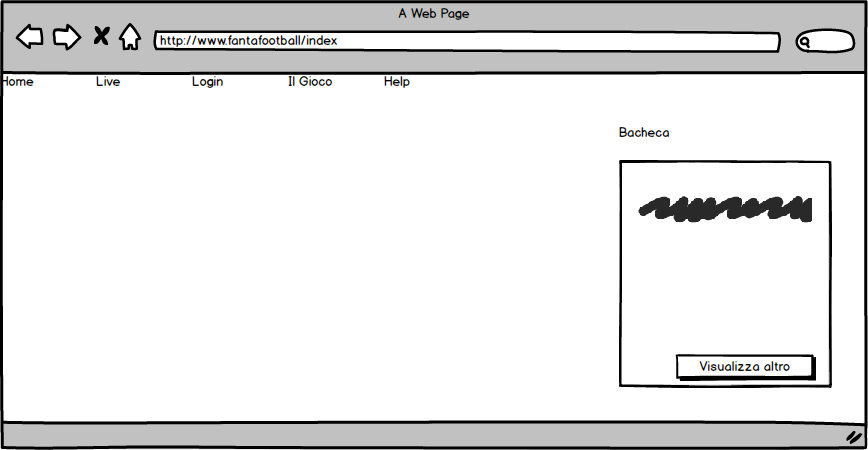 A Web Page
http://www.fantafootball/index
Home Live Login Il Gioco Help
Bacheca
Visualizza altro